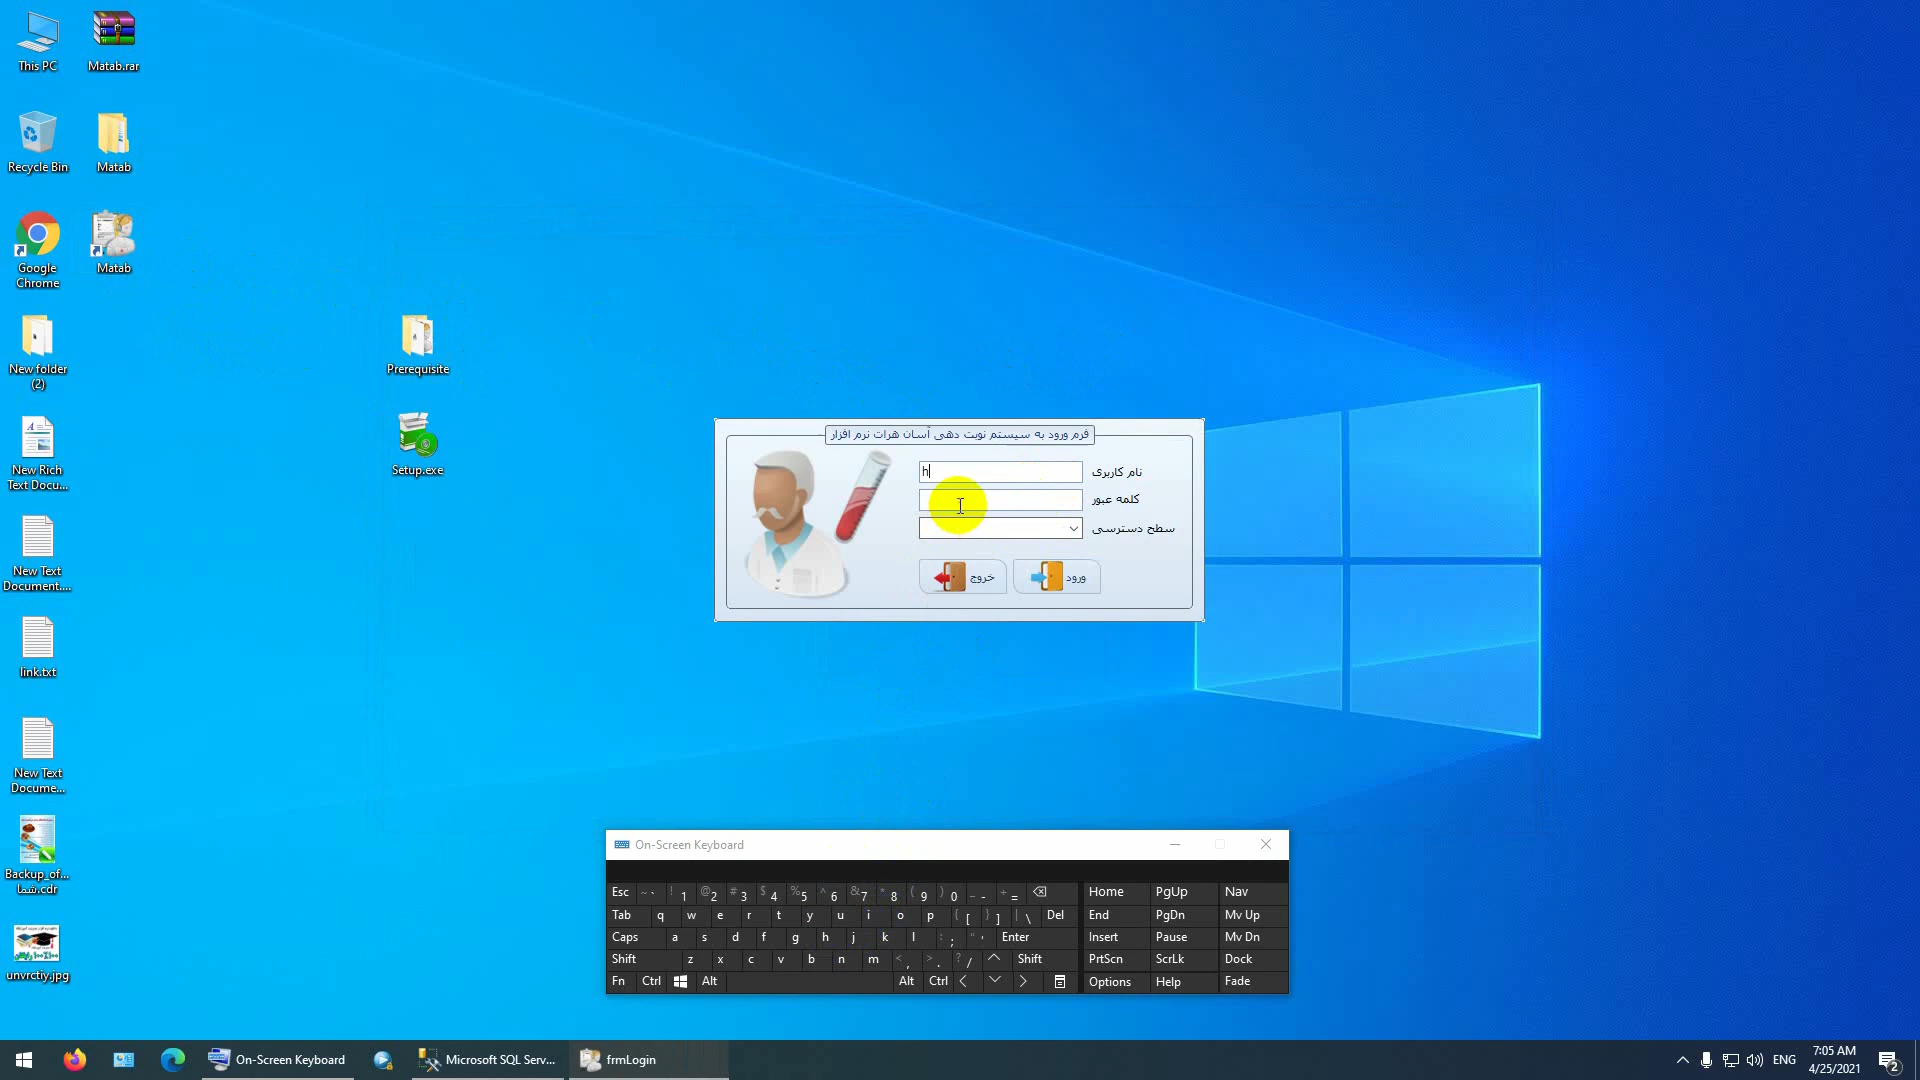 This PC
Matab.rar
Recycle Bin
Matab
Google
Chrome
Matab
New folder
(2)
Prerequisite
New Rich
Text Docu...
Setup.exe
New Text
Document....
link.txt
New Text
Docume...
Backup_of...
شما.cdr
unvrctiy.jpg
فرم ورود به سیستم نوبت دهی آسان هرات نرم افزار
نام کاربری
h
کلمه عبور
سطح دسترسی
ورود
خروج
On-Screen Keyboard
Esc ~ ` ! 1 @ 2 # 3 $ 4 % 5 ^ 6 & 7 * 8 ( 9 ) 0 _ - + = Home PgUp Nav
Tab q w e r t y u i o p { [ } ] | \ Del End PgDn Mv Up
Caps a s d f g h j k l : ; " ' Enter Insert Pause Mv Dn
Shift z x c v b n m < , > . ? / Shift PrtScn ScrLk Dock
Fn Ctrl Alt Alt Ctrl Options Help Fade
On-Screen Keyboard
Microsoft SQL Serv...
frmLogin
ENG
7:05 AM
4/25/2021
2